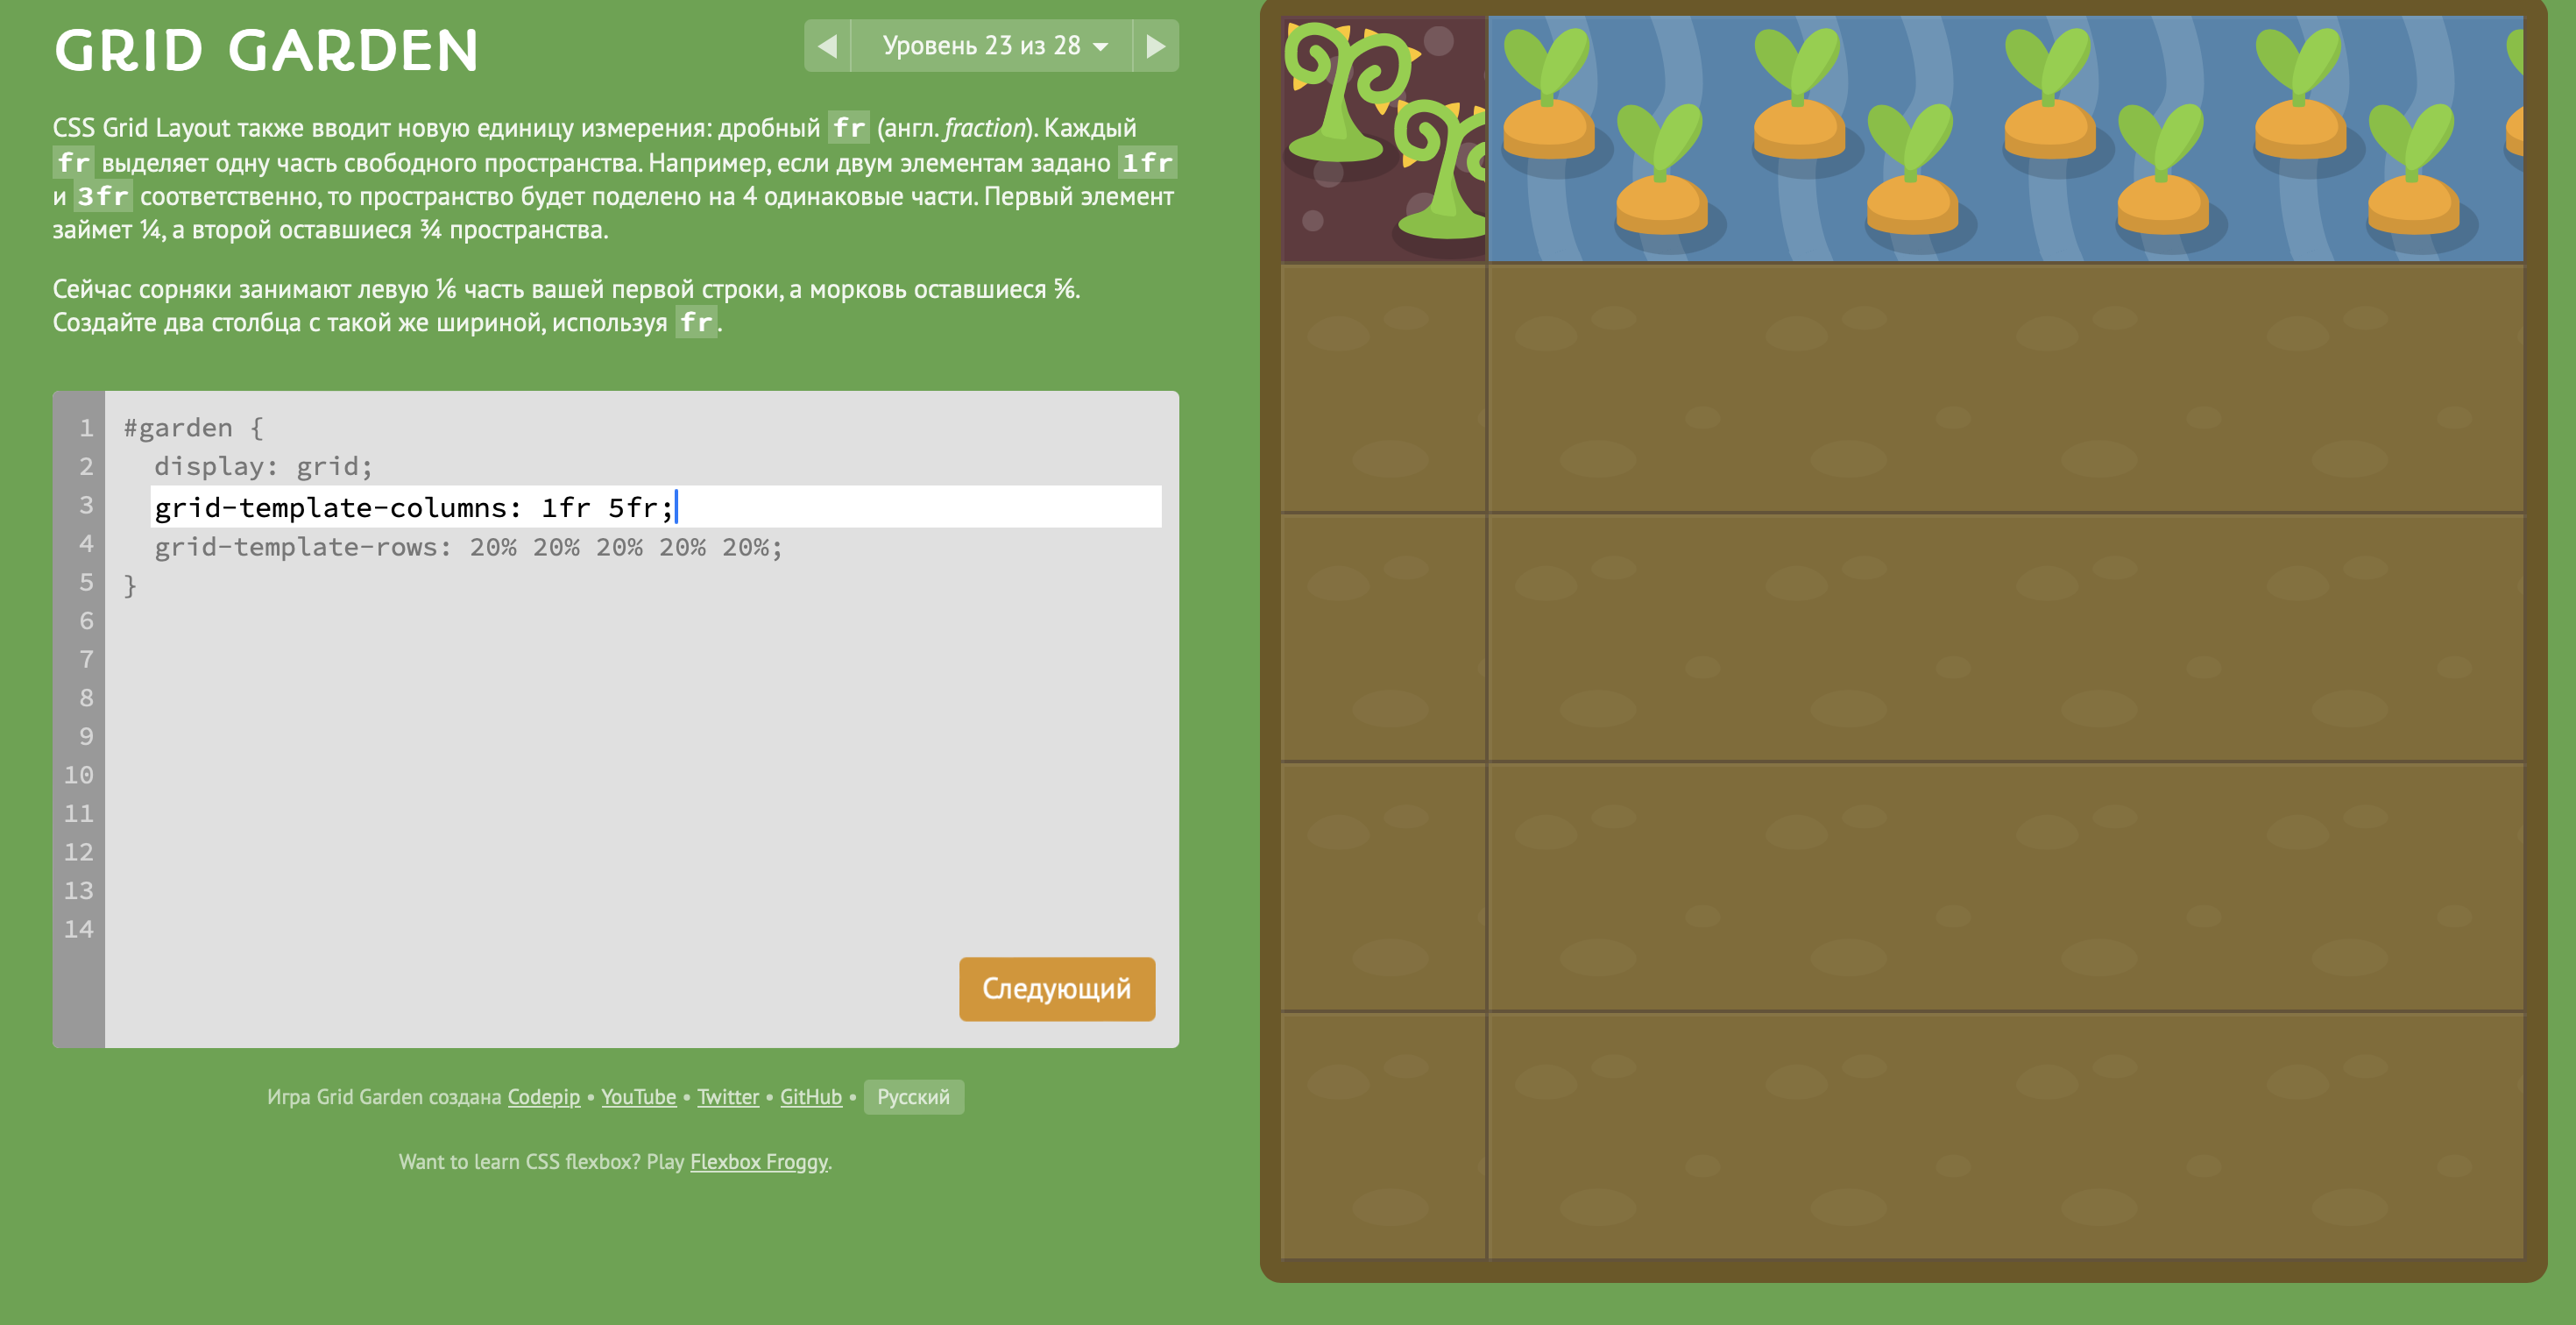 GRID GARDEN
Уровень 23 из 28
CSS Grid Layout также вводит новую единицу измерения: дробный fr (англ. fraction). Каждый
fr выделяет одну часть свободного пространства. Например, если двум элементам задано 1fr
и 3fr соответственно, то пространство будет поделено на 4 одинаковые части. Первый элемент
займет ¼, а второй оставшиеся ¾ пространства.
Сейчас сорняки занимают левую ⅙ часть вашей первой строки, а морковь оставшиеся ⅚.
Создайте два столбца с такой же шириной, используя fr.
1 #garden {
2 display: grid;
3 grid-template-columns: 1fr 5fr;
4 grid-template-rows: 20% 20% 20% 20% 20%;
5 }
6
7
8
9
10
11
12
13
14
Следующий
Игра Grid Garden создана Codepip • YouTube • Twitter • GitHub • Русский
Want to learn CSS flexbox? Play Flexbox Froggy.